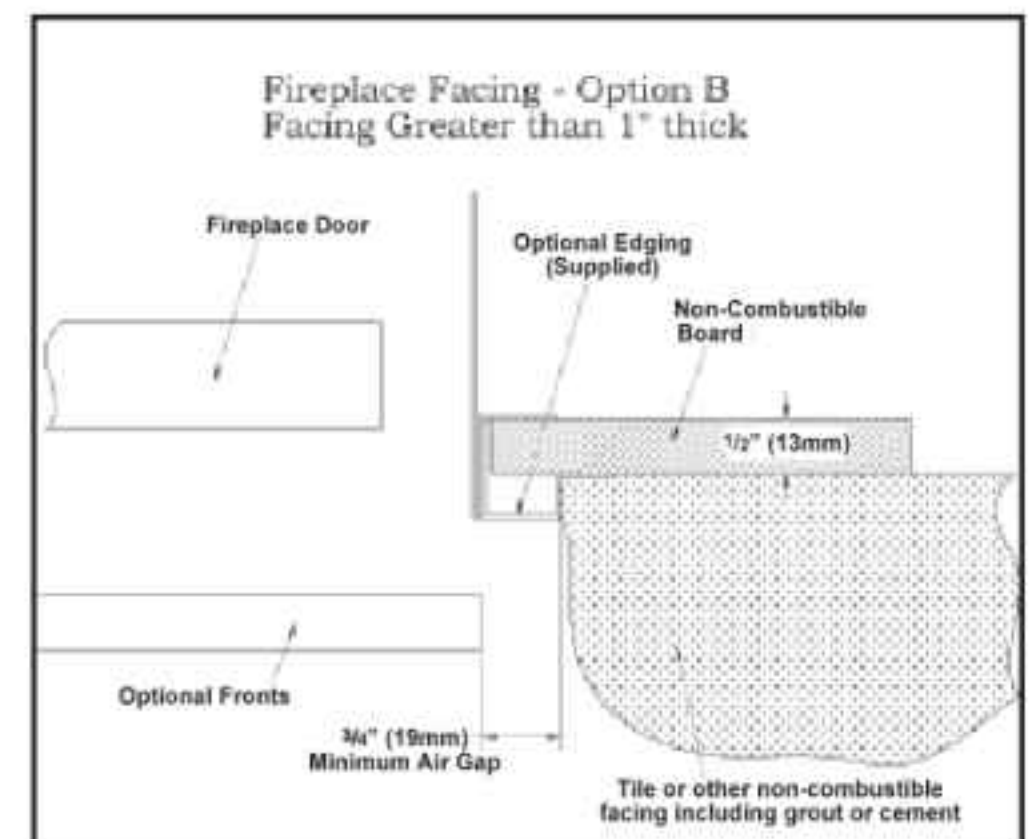 Fireplace Facing - Option B
Facing Greater than 1" thick
Fireplace Door
Optional Edging
(Supplied)
Non-Combustible
Board
1/2" (13mm)
Optional Fronts
3/4" (19mm)
Minimum Air Gap
Tile or other non-combustible
facing including grout or cement